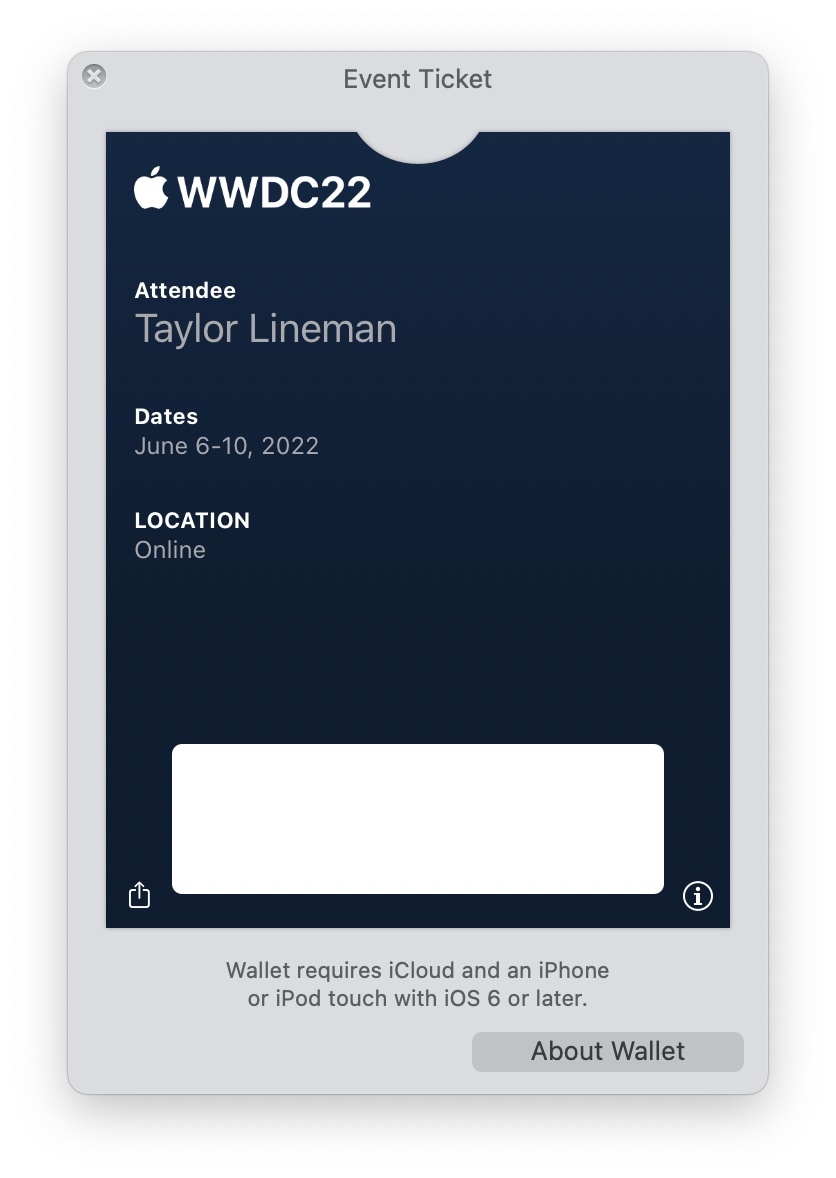 Event Ticket
WWDC22
Attendee
Taylor Lineman
Dates
June 6-10, 2022
LOCATION
Online
Wallet requires iCloud and an iPhone
or iPod touch with iOS 6 or later.
About Wallet